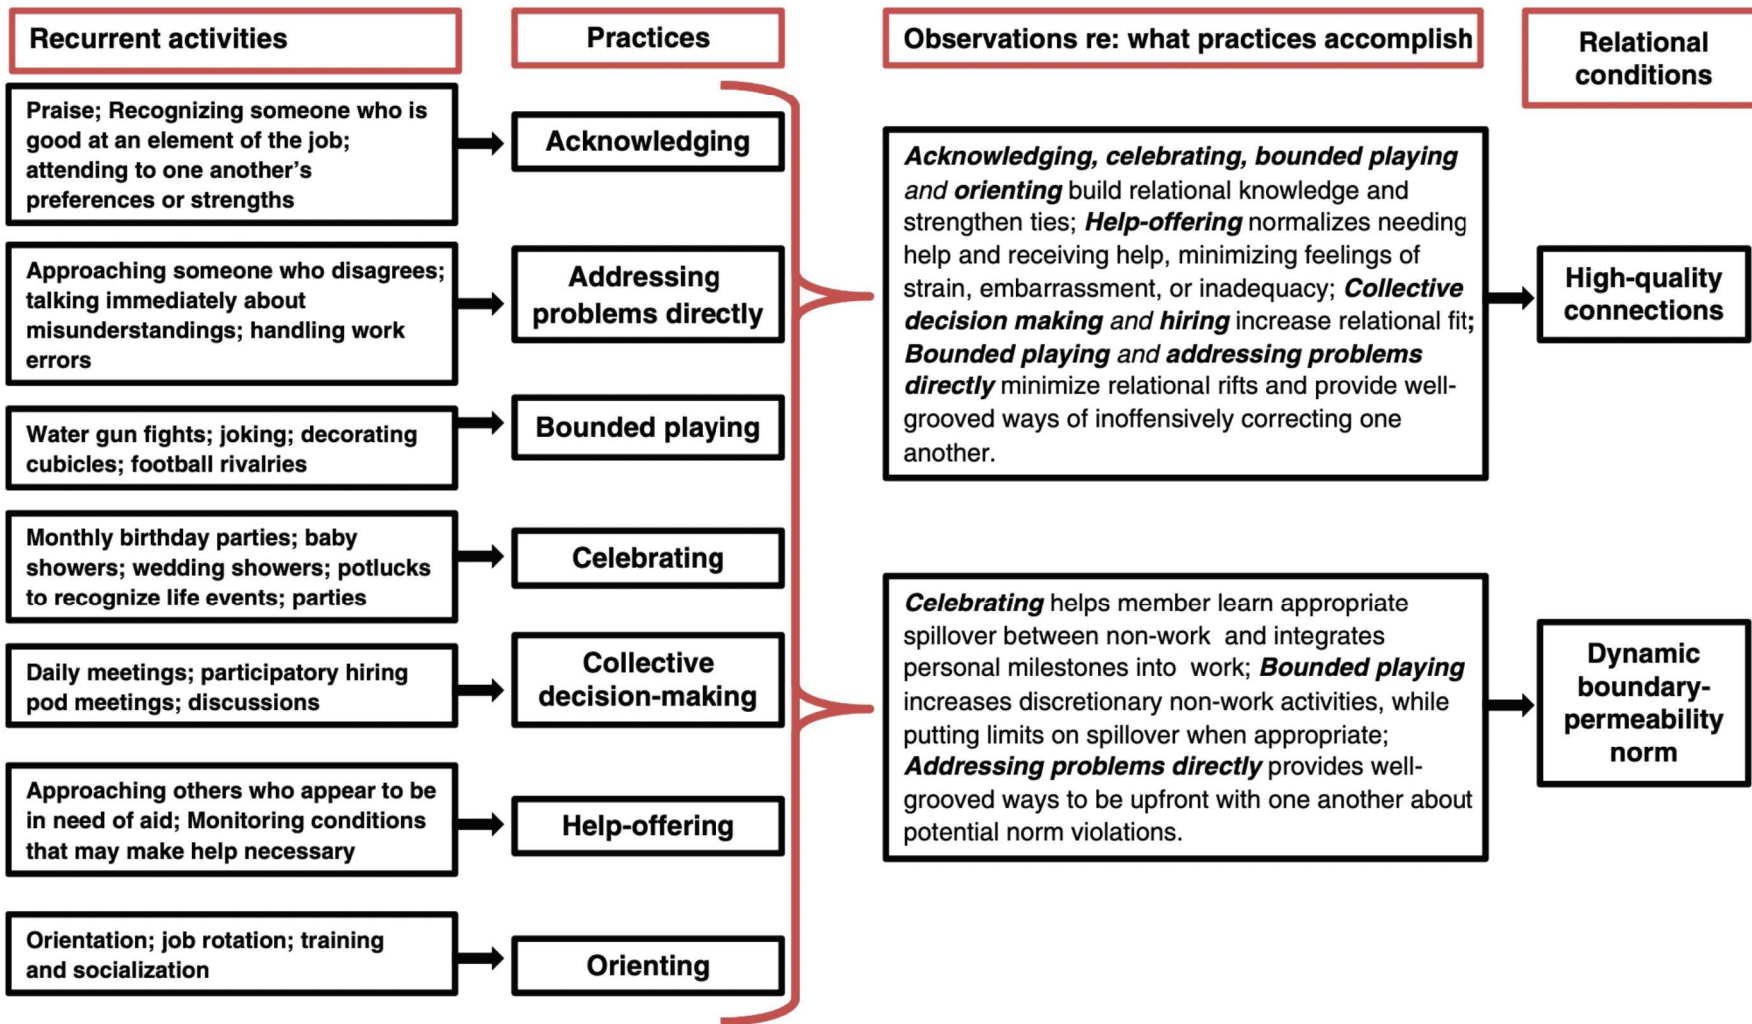 Recurrent activities
Practices
Observations re: what practices accomplish
Relational
conditions
Praise; Recognizing someone who is
good at an element of the job;
attending to one another's
preferences or strengths
Acknowledging
Approaching someone who disagrees;
talking immediately about
misunderstandings; handling work
errors
Addressing
problems directly
Water gun fights; joking; decorating
cubicles; football rivalries
Bounded playing
Monthly birthday parties; baby
showers; wedding showers; potlucks
to recognize life events; parties
Celebrating
Daily meetings; participatory hiring
pod meetings; discussions
Collective
decision-making
Approaching others who appear to be
in need of aid; Monitoring conditions
that may make help necessary
Help-offering
Orientation; job rotation; training
and socialization
Orienting
Acknowledging, celebrating, bounded playing
and orienting build relational knowledge and
strengthen ties; Help-offering normalizes needing
help and receiving help, minimizing feelings of
strain, embarrassment, or inadequacy; Collective
decision making and hiring increase relational fit;
Bounded playing and addressing problems
directly minimize relational rifts and provide well-
grooved ways of inoffensively correcting one
another.
High-quality
connections
Celebrating helps member learn appropriate
spillover between non-work and integrates
personal milestones into work; Bounded playing
increases discretionary non-work activities, while
putting limits on spillover when appropriate;
Addressing problems directly provides well-
grooved ways to be upfront with one another about
potential norm violations.
Dynamic
boundary-
permeability
norm